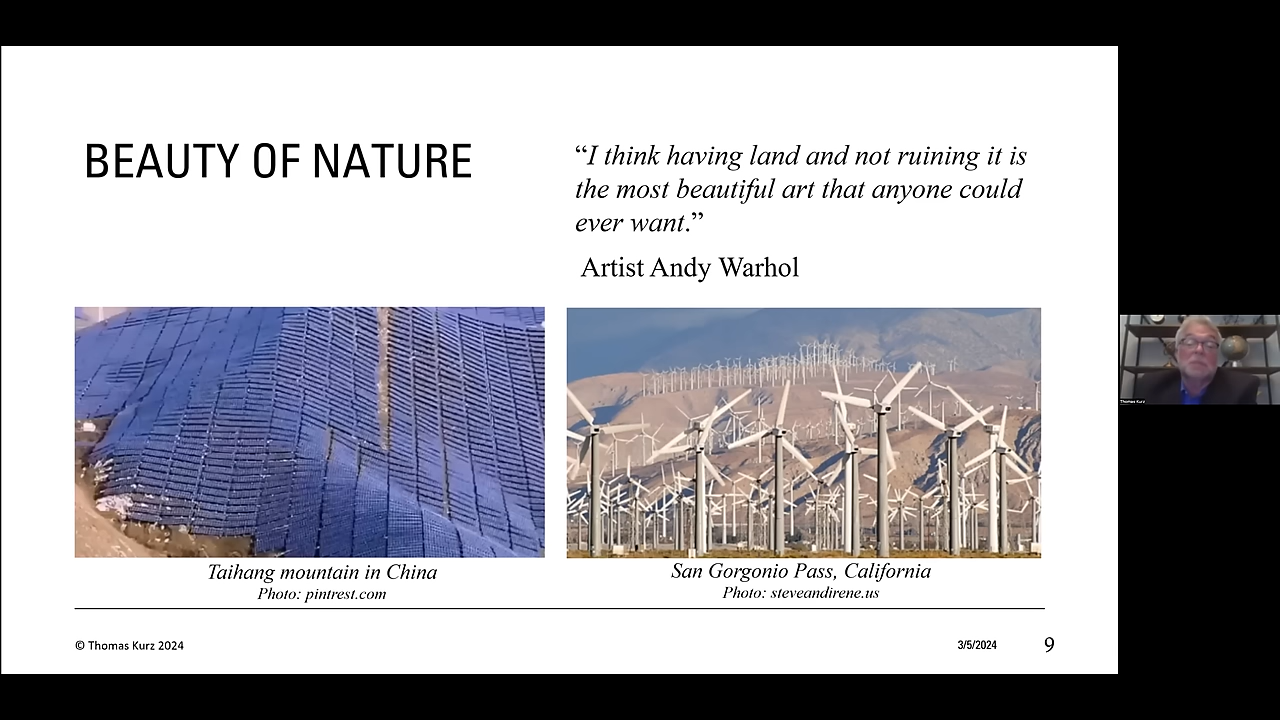 BEAUTY OF NATURE
“I think having land and not ruining it is
the most beautiful art that anyone could
ever want.”
Artist Andy Warhol
Taihang mountain in China
Photo: pintrest.com
San Gorgonio Pass, California
Photo: steveandirene.us
© Thomas Kurz 2024
3/5/2024
9
Thomas Kurz